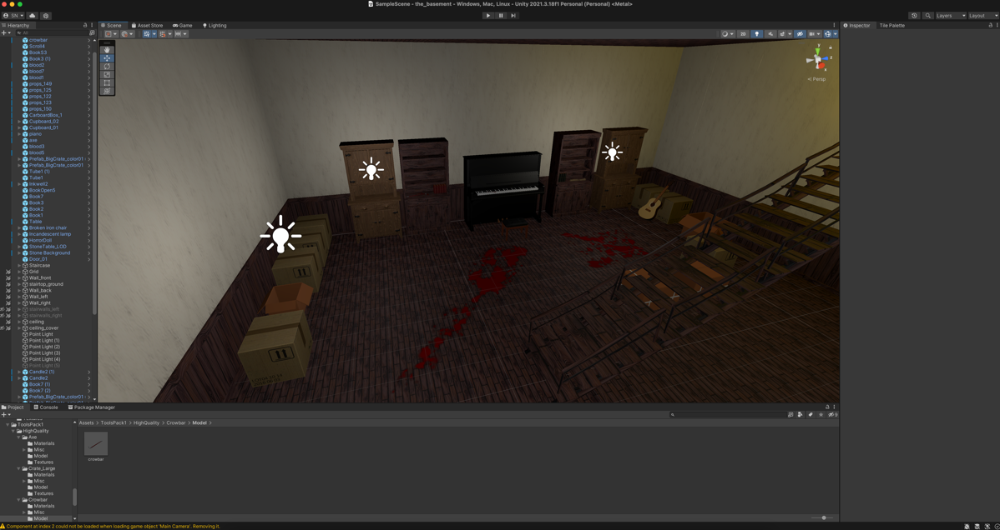 SampleScene - the_basement - Windows, Mac, Linux - Unity 2021.3.18f1 Personal (Personal) <Metal>
SN
Layers
Layout
Hierarchy
Scene
Asset Store
Game
Lighting
Inspector
Tile Palette
All
2D
crowbar
Scroll4
BookS3
Book3 (1)
blood2
blood7
blood1
props_149
props_125
props_122
props_123
props_150
CarboardBox_1
Cupboard_02
Cupboard_01
piano
axe
blood3
blood5
Prefab_BigCrate_color01
Prefab_BigCrate_color01
Tube1 (1)
Tube1
Inkwell2
BookOpen5
Book7
Book3
Book2
Book1
Table
Broken iron chair
Incandescent lamp
HorrorDoll
StoneTable_LOD
Stone Background
Door_01
Staircase
Grid
Wall_front
stairtop_ground
Wall_back
Wall_left
Wall_right
stairwells_left
stairwells_right
ceiling
ceiling_cover
Point Light
Point Light (1)
Point Light (2)
Point Light (3)
Point Light (4)
Point Light (5)
Candle2 (1)
Candle2
Book7 (1)
Book7 (2)
Prefab_BigCrate_color01
y
z
x
< Persp
Project
Console
Package Manager
ToolsPack1
HighQuality
Axe
Materials
Misc
Model
Textures
Crate_Large
Materials
Misc
Model
Textures
Crowbar
Materials
Misc
Model
Assets > ToolsPack1 > HighQuality > Crowbar > Model >
crowbar
Component at index 2 could not be loaded when loading game object 'Main Camera'. Removing it.